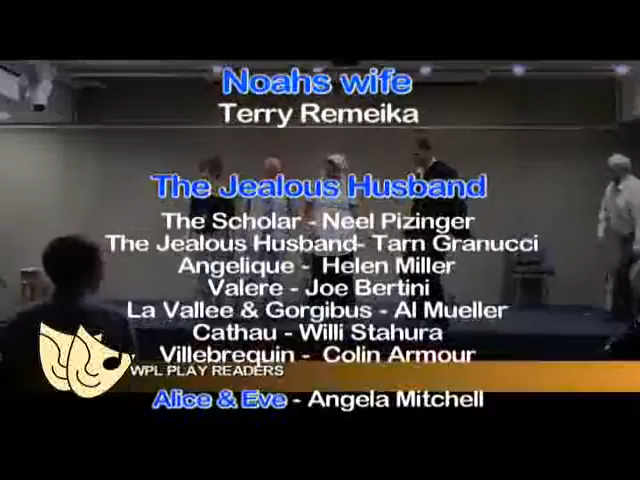 Noahs wife
Terry Remeika
The Jealous Husband
The Scholar - Neel Pizinger
The Jealous Husband- Tarn Granucci
Angelique - Helen Miller
Valere - Joe Bertini
La Vallee & Gorgibus - Al Mueller
Cathau - Willi Stahura
Villebrequin - Colin Armour
WPL PLAY READERS
Alice & Eve - Angela Mitchell